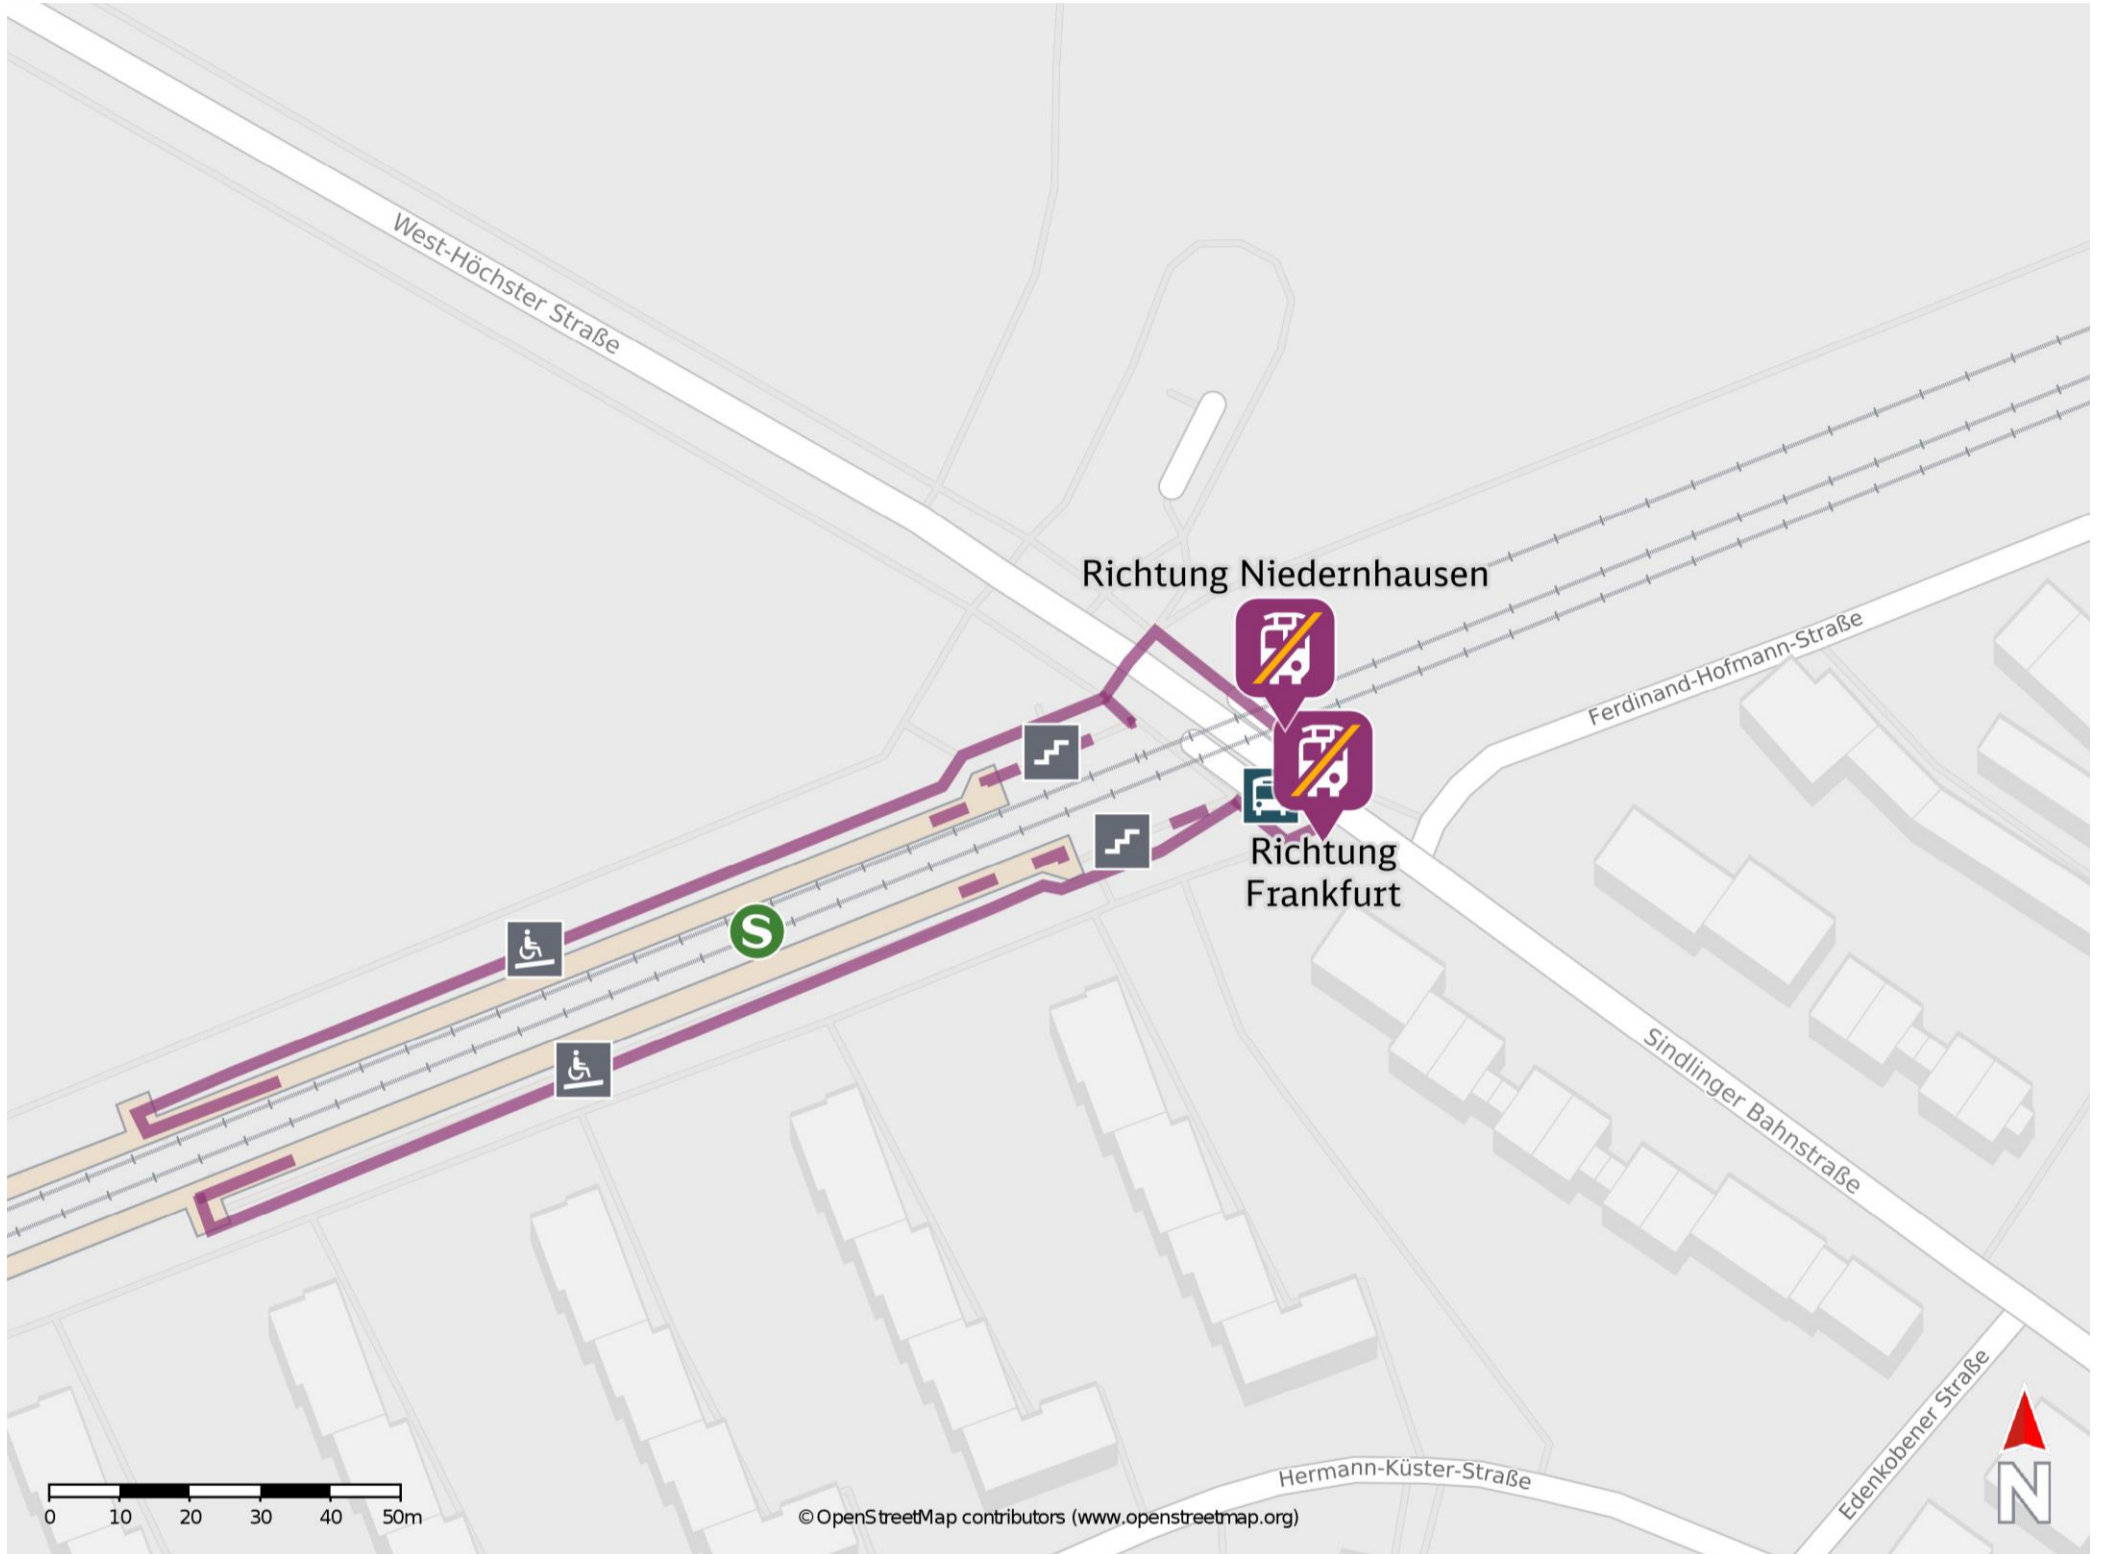 West-Höchster Straße
Richtung Niedernhausen
Ferdinand-Hofmann-Straße
Richtung
Frankfurt
S
Sindlinger Bahnstraße
Edenkobener Straße
Hermann-Küster-Straße
0 10 20 30 40 50m
© OpenStreetMap contributors (www.openstreetmap.org)
N